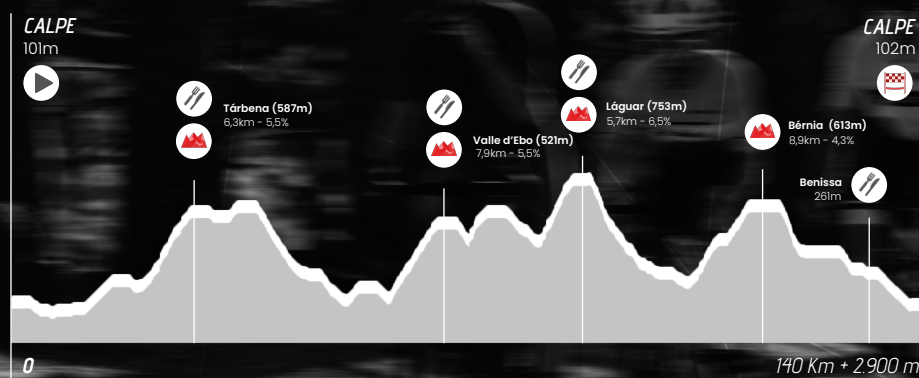 CALPE
101m
CALPE
102m
Tárbena (587m)
6,3km - 5,5%
Valle d'Ebo (521m)
7,9km - 5,5%
Láguar (753m)
5,7km - 6,5%
Bérnia (613m)
8,9km - 4,3%
Benissa
261m
0
140 Km + 2.900 m